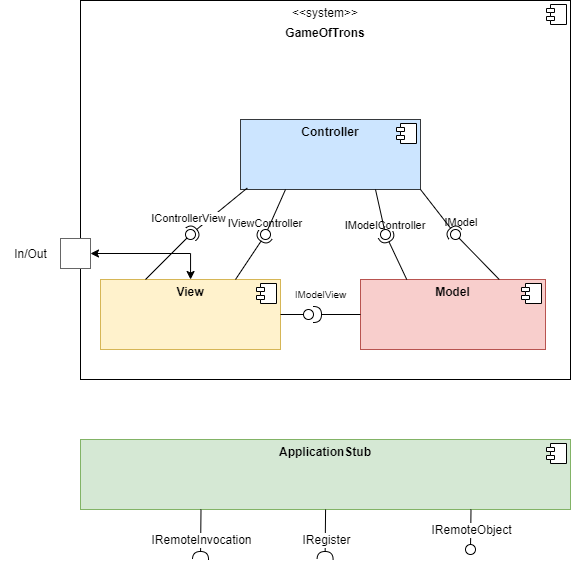 <<system>>
GameOfTrons
Controller
IControllerView
IViewController
IModelController
IModel
In/Out
View
IModelView
Model
ApplicationStub
IRemoteInvocation
IRegister
IRemoteObject